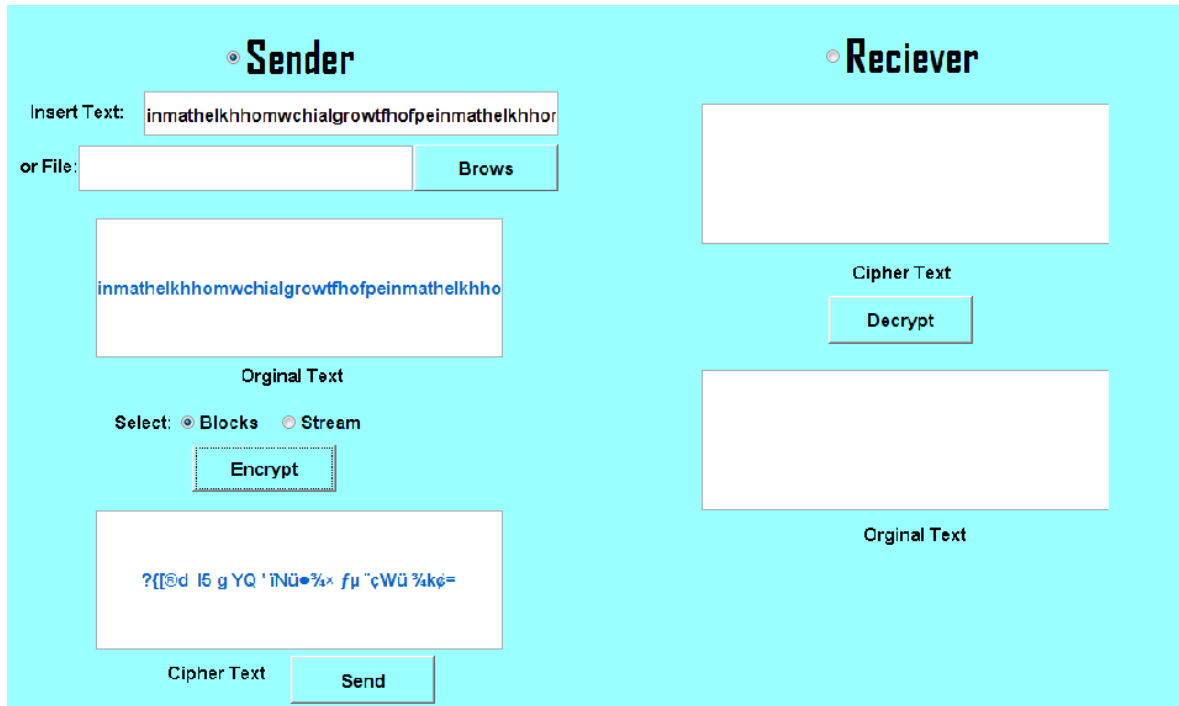 Sender
Insert Text: inmathelkhhomwchialgrowtfhofpeinmathelkhhor
or File: Brows
inmathelkhhomwchialgrowtfhofpeinmathelkhho
Orginal Text
Select: Blocks Stream
Encrypt
?{[®d I5 g YQ ' ïNü●¾× ƒµ ¨çWü ¾k¢=
Cipher Text Send
Reciever
Cipher Text
Decrypt
Orginal Text